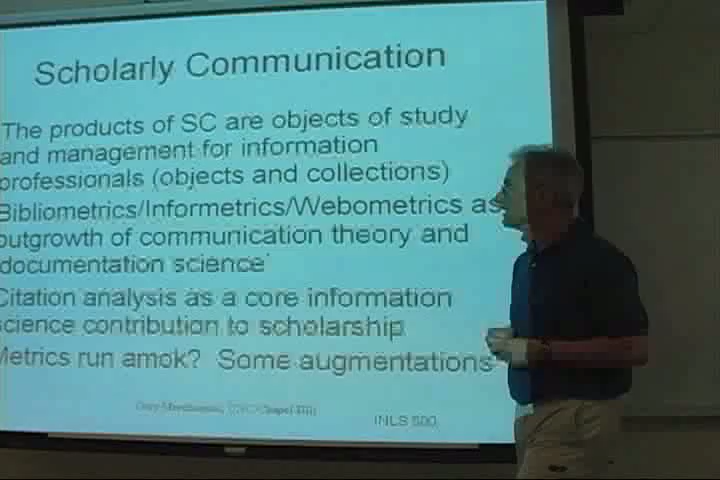 Scholarly Communication
The products of SC are objects of study
and management for information
professionals (objects and collections)
Bibliometrics/Informetrics/Webometrics as
outgrowth of communication theory and
documentation science
Citation analysis as a core information
science contribution to scholarship
Metrics run amok? Some augmentations
Chapel Hill
INLS 500